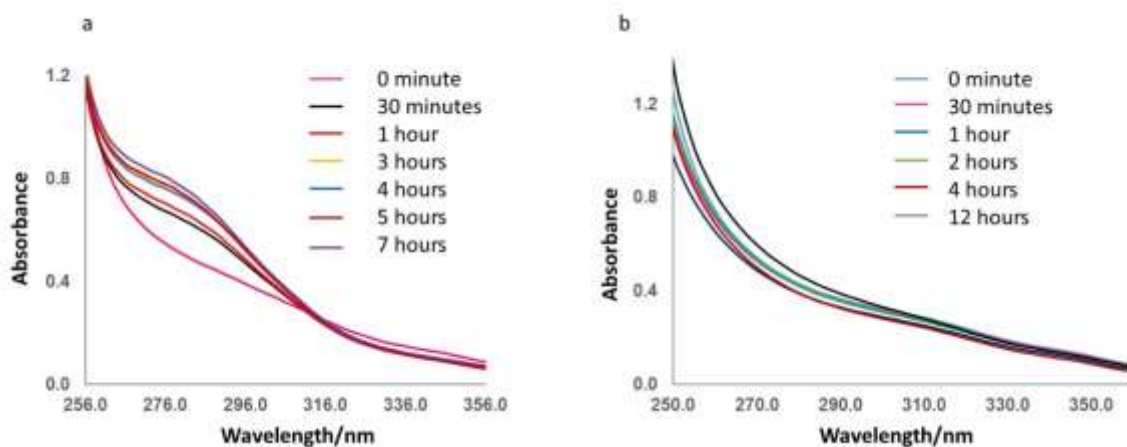 a
1.2
0.8
0.4
0.0
Absorbance
256.0 276.0 296.0 316.0 336.0 356.0
Wavelength/nm
0 minute
30 minutes
1 hour
3 hours
4 hours
5 hours
7 hours
b
1.2
0.8
0.4
0.0
Absorbance
250.0 270.0 290.0 310.0 330.0 350.0
Wavelength/nm
0 minute
30 minutes
1 hour
2 hours
4 hours
12 hours